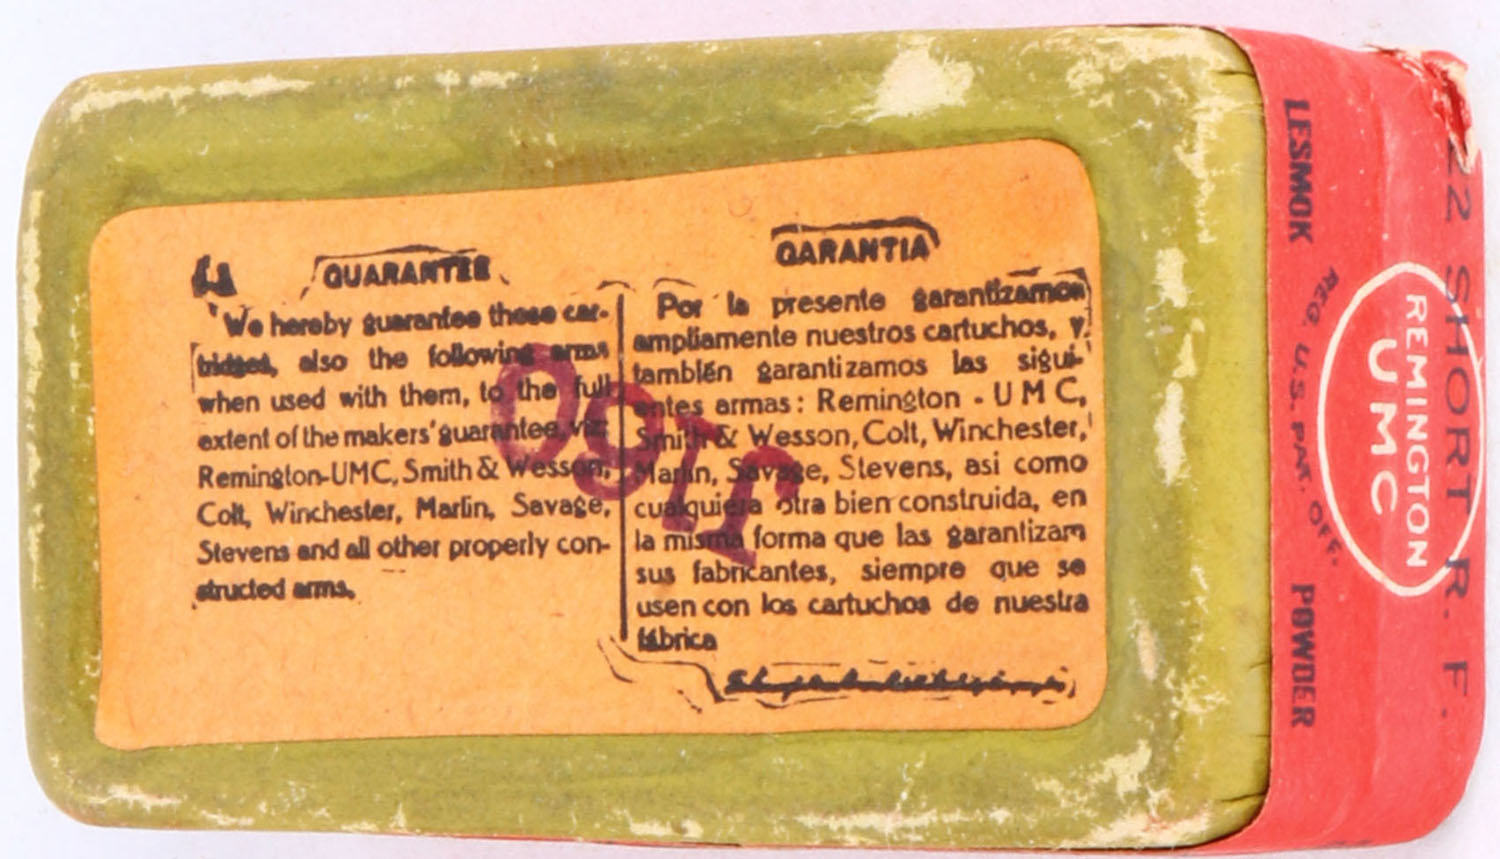 GUARANTEE
We hereby guarantee these car-
tridges, also the following arms
when used with them, to the full
extent of the makers' guarantee, viz:
Remington-UMC, Smith & Wesson,
Colt, Winchester, Marlin, Savage,
Stevens and all other properly con-
structed arms.
GARANTIA
Por la presente garantizamos
ampliamente nuestros cartuchos, y
también garantizamos las sigui-
entes armas: Remington - UMC,
Smith & Wesson, Colt, Winchester,
Marlin, Savage, Stevens, asi como
cualquiera otra bien construida, en
la misma forma que las garantizam
sus fabricantes, siempre que se
usen con los cartuchos de nuestra
fábrica
LESMOK POWDER
REG. U.S. PAT. OFF.
REMINGTON
UMC
22 SHORT R. F.